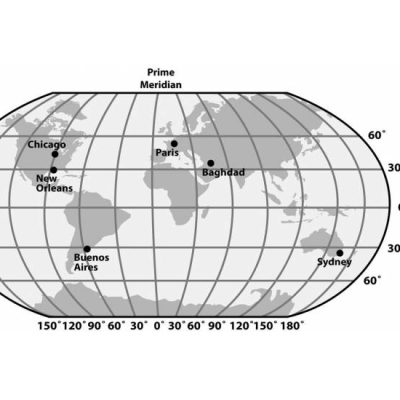 Prime
Meridian
60°
Chicago
Paris
30
Baghdad
New
Orleans
0
30
Buenos
Aires
Sydney
60°
150° 120° 90° 60° 30° 0° 30° 60° 90° 120° 150° 180°